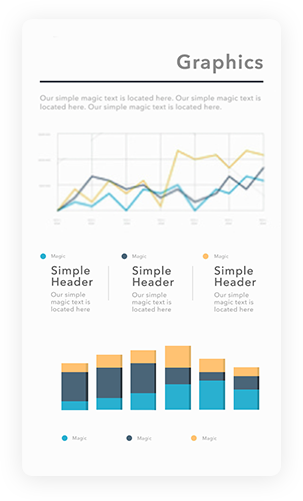 Graphics
Our simple magic text is located here. Our simple magic text is
located here. Our simple magic text is located here.
Magic Magic Magic
Simple Simple Simple
Header Header Header
Our simple Our simple Our simple
magic text is magic text is magic text is
located here located here located here
Magic Magic Magic